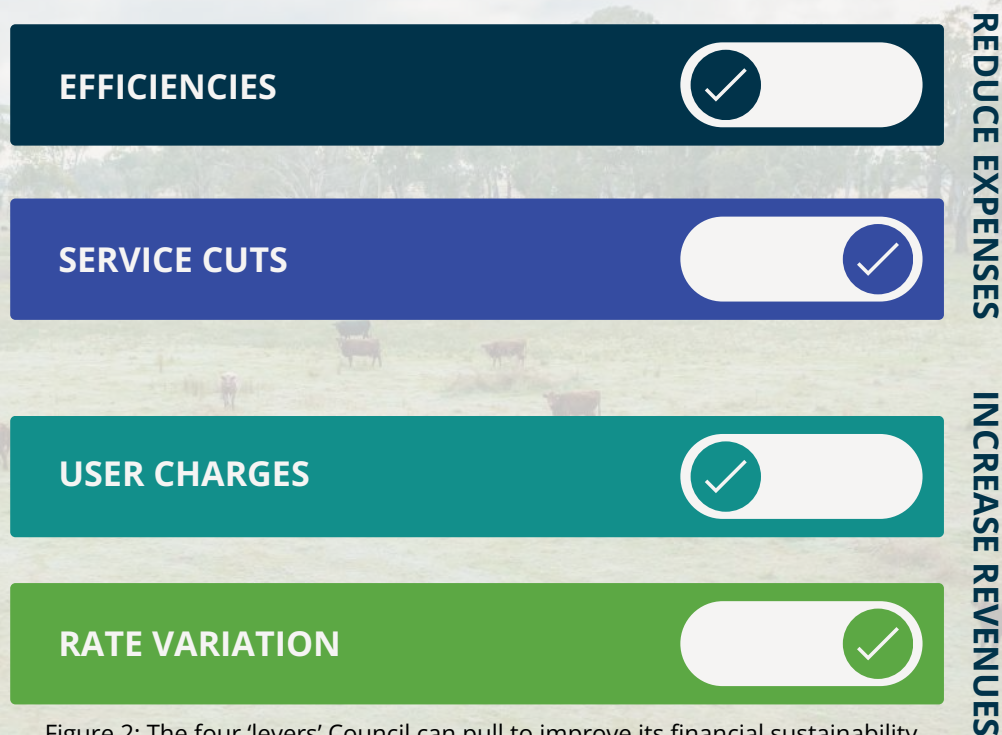 EFFICIENCIES
SERVICE CUTS
REDUCE EXPENSES
USER CHARGES
RATE VARIATION
INCREASE REVENUES
Figure 2: The four ‘levers’ Council can pull to improve its financial sustainability